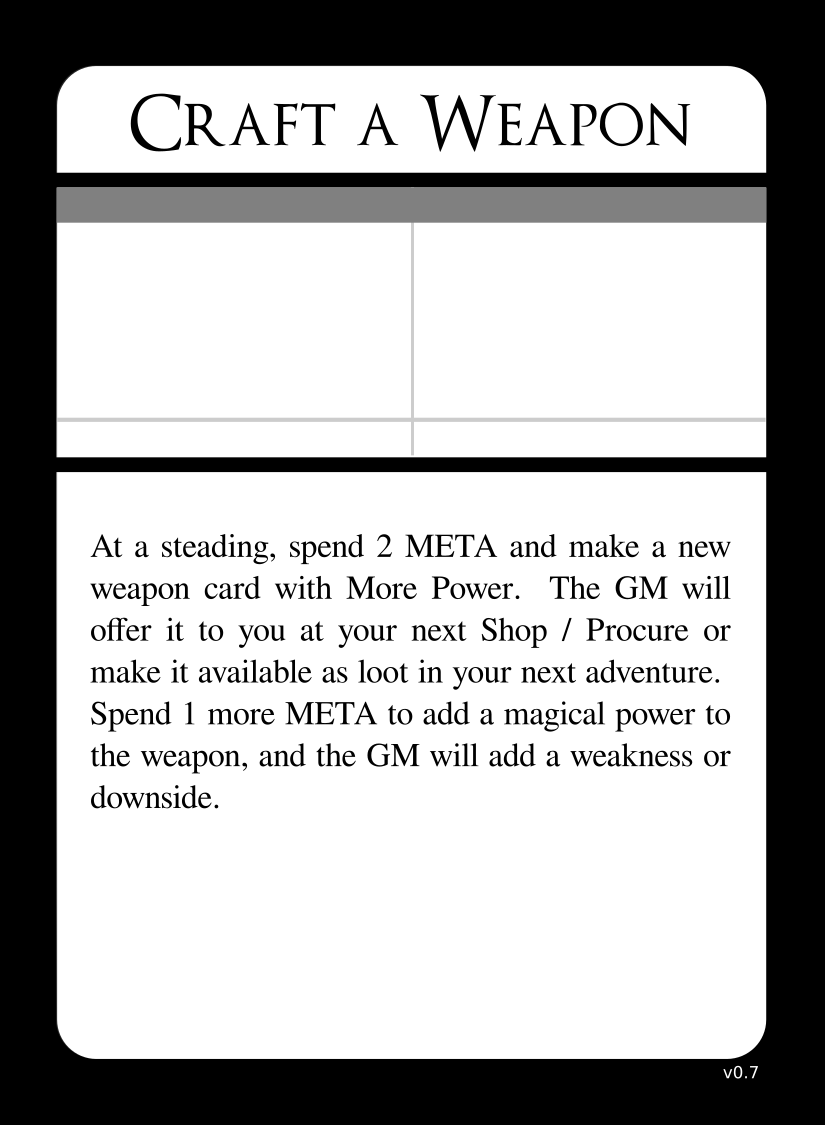 Craft a Weapon
At a steading, spend 2 META and make a new
weapon card with More Power.  The GM will
offer it to you at your next Shop / Procure or
make it available as loot in your next adventure.
Spend 1 more META to add a magical power to
the weapon, and the GM will add a weakness or
downside.
v0.7